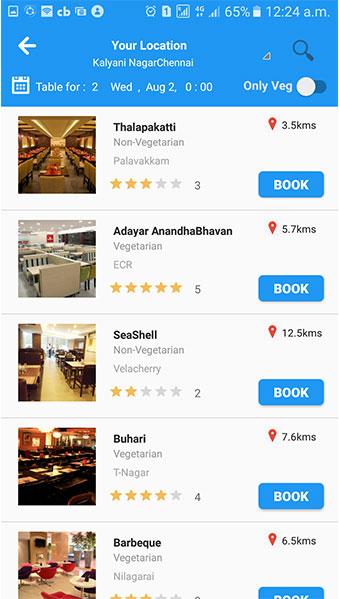 cb 1 4G 65% 12:24 a.m.
Your Location
Kalyani NagarChennai
Table for : 2 Wed , Aug 2, 0 : 00 Only Veg
Thalapakatti 3.5kms
Non-Vegetarian
Palavakkam
3 BOOK
Adayar AnandhaBhavan 5.7kms
Vegetarian
ECR
5 BOOK
SeaShell 12.5kms
Non-Vegetarian
Velacherry
2 BOOK
Buhari 7.6kms
Vegetarian
T-Nagar
4 BOOK
Barbeque 6.5kms
Vegetarian
Nilagarai